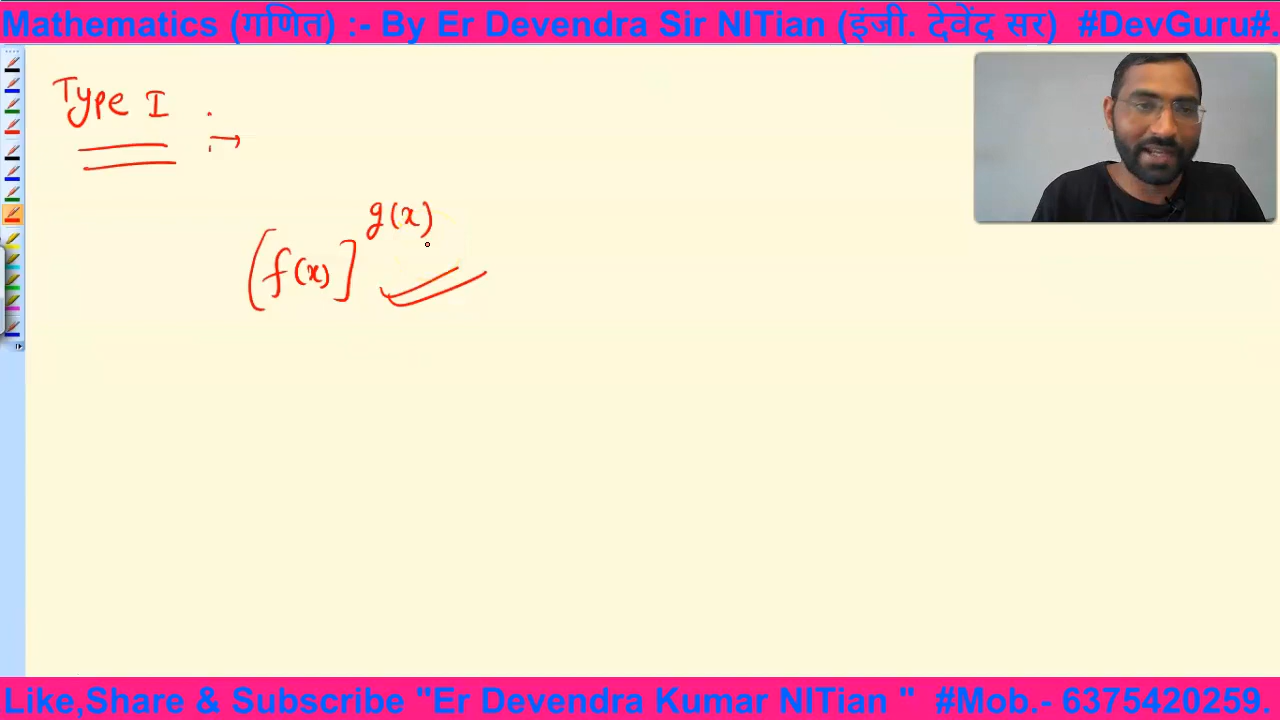 Mathematics (गणित) :- By Er Devendra Sir NITian (इंजी. देवेंद्र सर) #DevGuru#.
Type I :→
[f(x)]^g(x)
Like,Share & Subscribe "Er Devendra Kumar NITian " #Mob.- 6375420259.